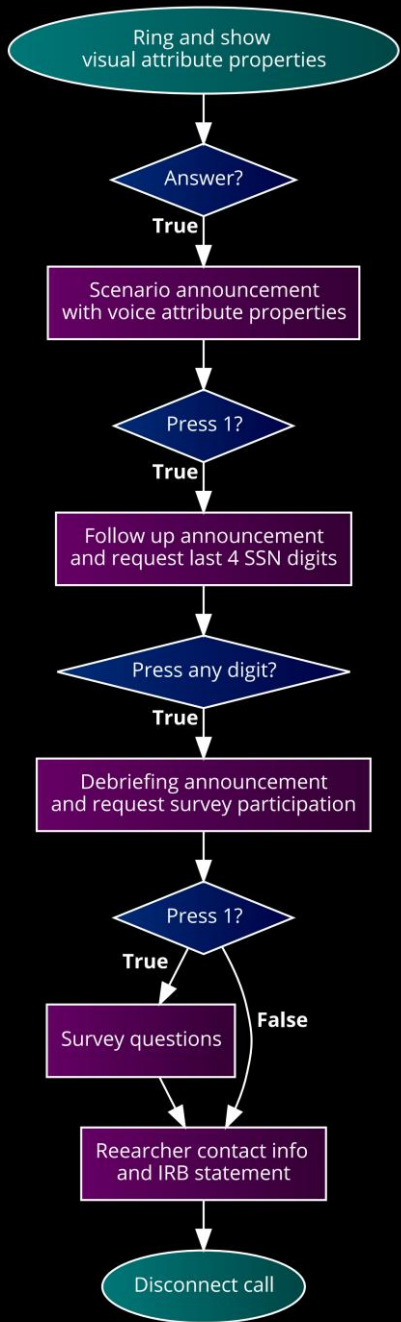 Ring and show
visual attribute properties
Answer?
True
Scenario announcement
with voice attribute properties
Press 1?
True
Follow up announcement
and request last 4 SSN digits
Press any digit?
True
Debriefing announcement
and request survey participation
Press 1?
True
False
Survey questions
Reearcher contact info
and IRB statement
Disconnect call